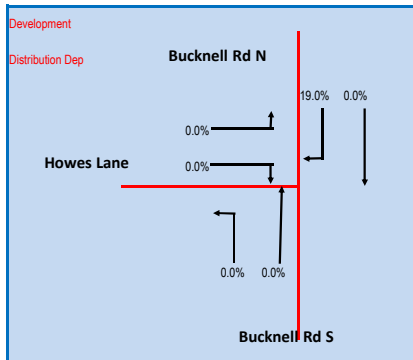 Development
Distribution Dep
Bucknell Rd N
19.0% 0.0%
0.0%
0.0%
Howes Lane
0.0% 0.0%
Bucknell Rd S